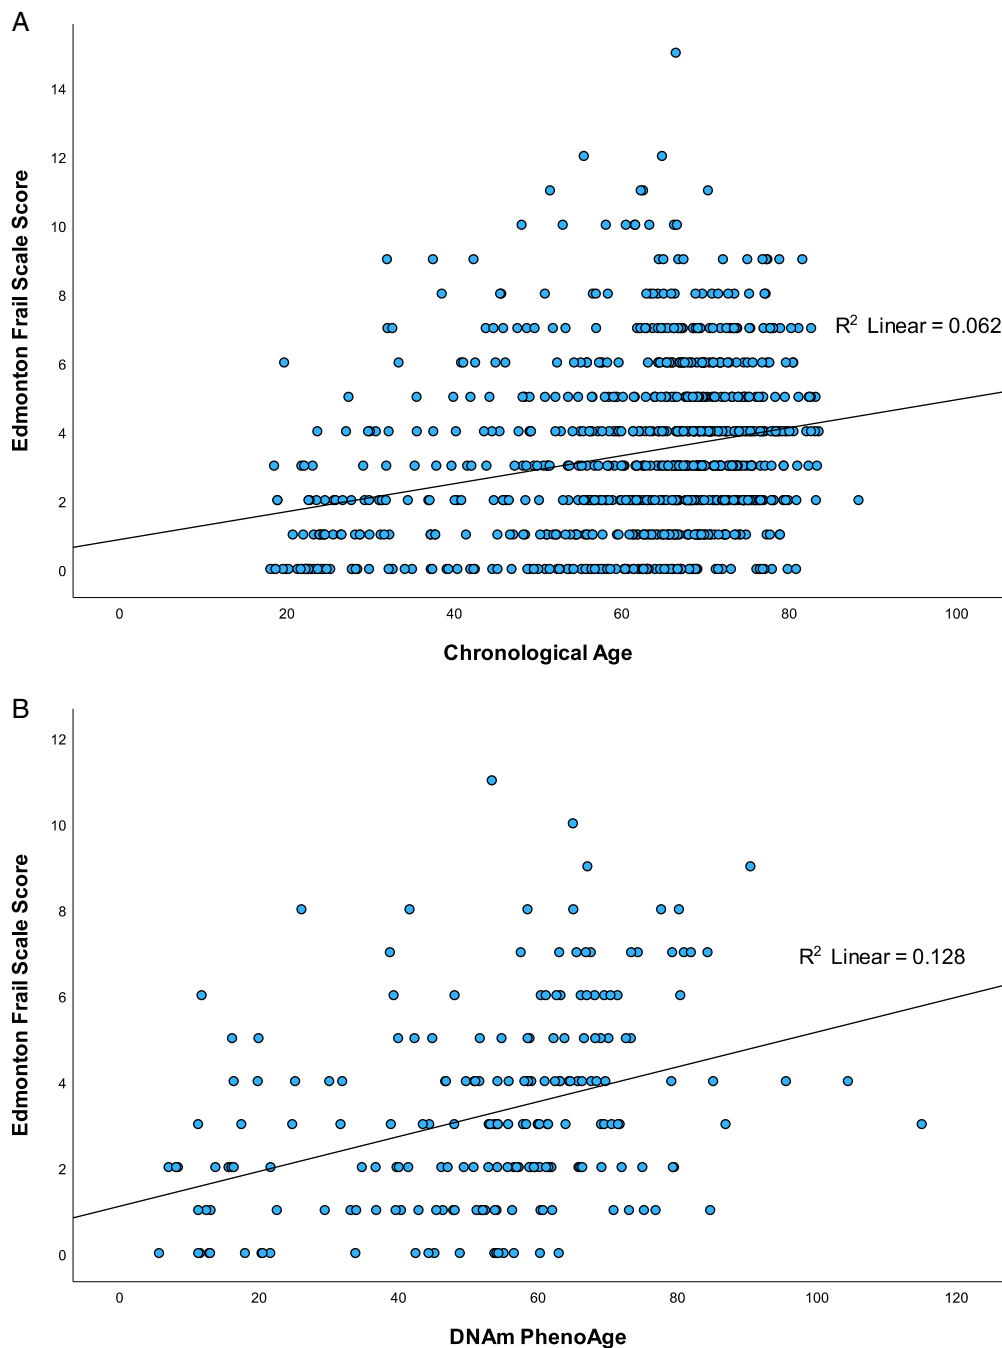 A
14
12
10
8
6
4
2
0
Edmonton Frail Scale Score
R² Linear = 0.062
0 20 40 60 80 100
Chronological Age
B
12
10
8
6
4
2
0
Edmonton Frail Scale Score
R² Linear = 0.128
0 20 40 60 80 100 120
DNAm PhenoAge